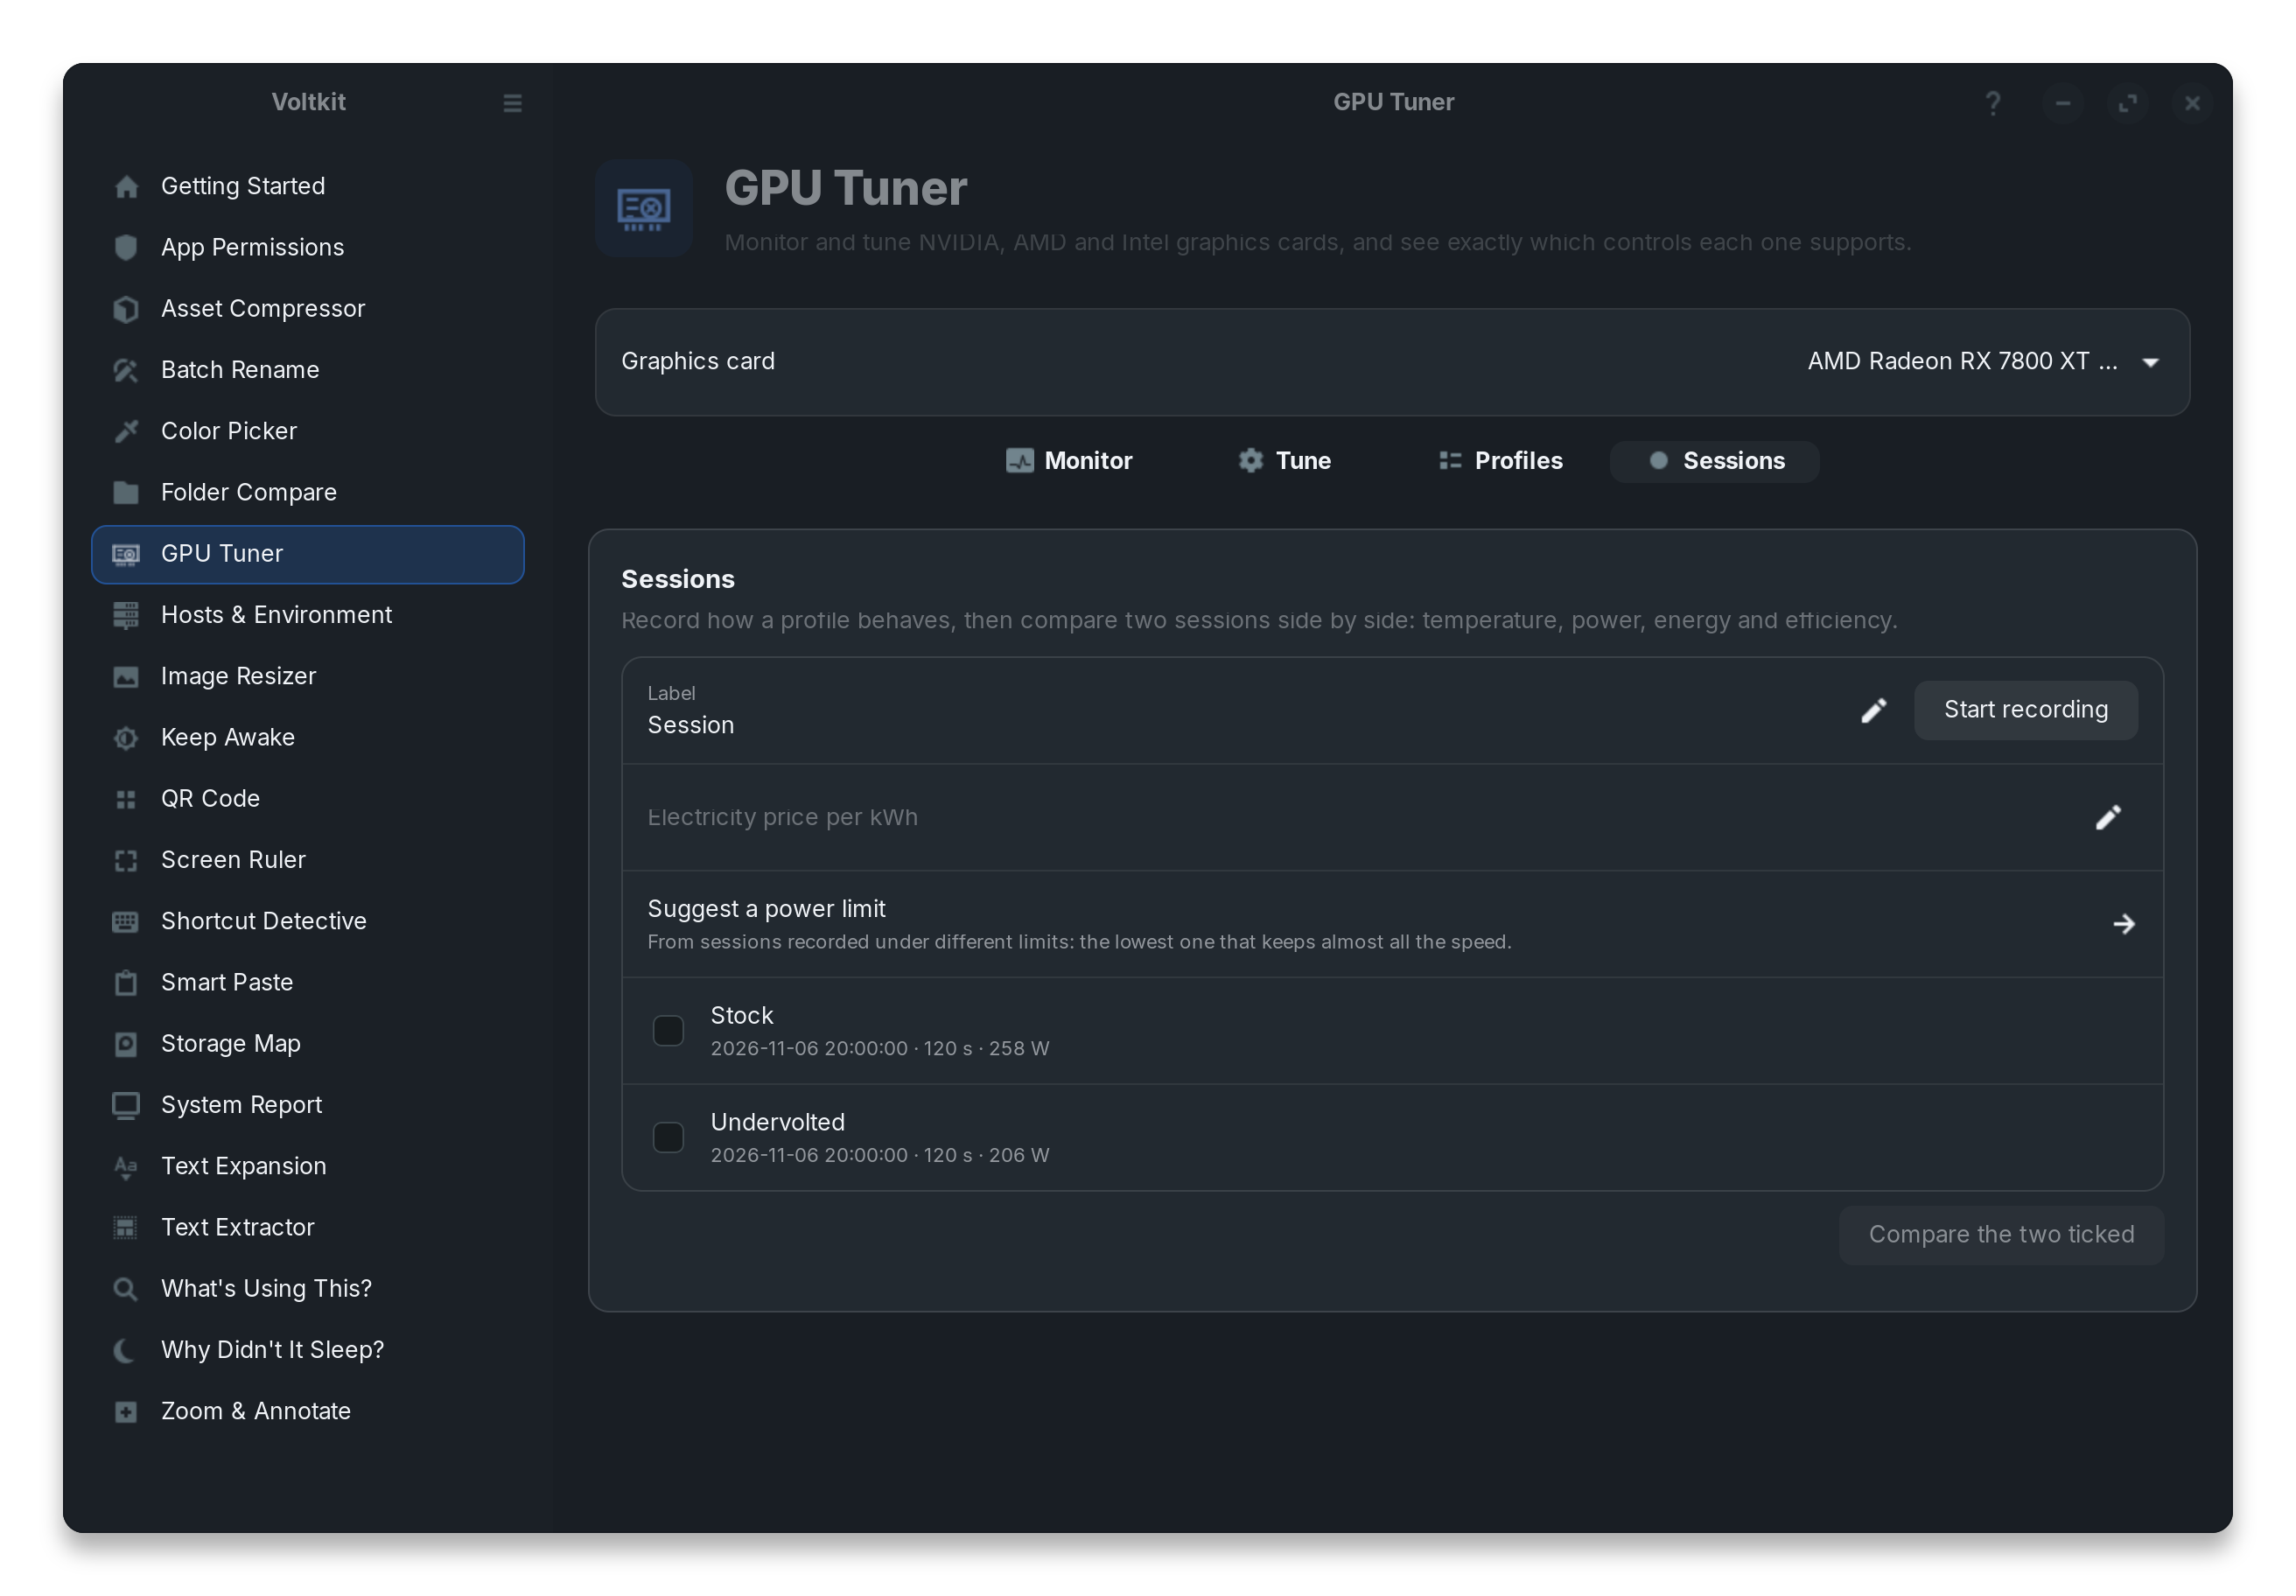 Voltkit
GPU Tuner
?
Getting Started
App Permissions
Asset Compressor
Batch Rename
Color Picker
Folder Compare
GPU Tuner
Hosts & Environment
Image Resizer
Keep Awake
QR Code
Screen Ruler
Shortcut Detective
Smart Paste
Storage Map
System Report
Text Expansion
Text Extractor
What's Using This?
Why Didn't It Sleep?
Zoom & Annotate
GPU Tuner
Monitor and tune NVIDIA, AMD and Intel graphics cards, and see exactly which controls each one supports.
Graphics card
AMD Radeon RX 7800 XT ...
Monitor
Tune
Profiles
Sessions
Sessions
Record how a profile behaves, then compare two sessions side by side: temperature, power, energy and efficiency.
Label
Session
Start recording
Electricity price per kWh
Suggest a power limit
From sessions recorded under different limits: the lowest one that keeps almost all the speed.
Stock
2026-11-06 20:00:00 · 120 s · 258 W
Undervolted
2026-11-06 20:00:00 · 120 s · 206 W
Compare the two ticked